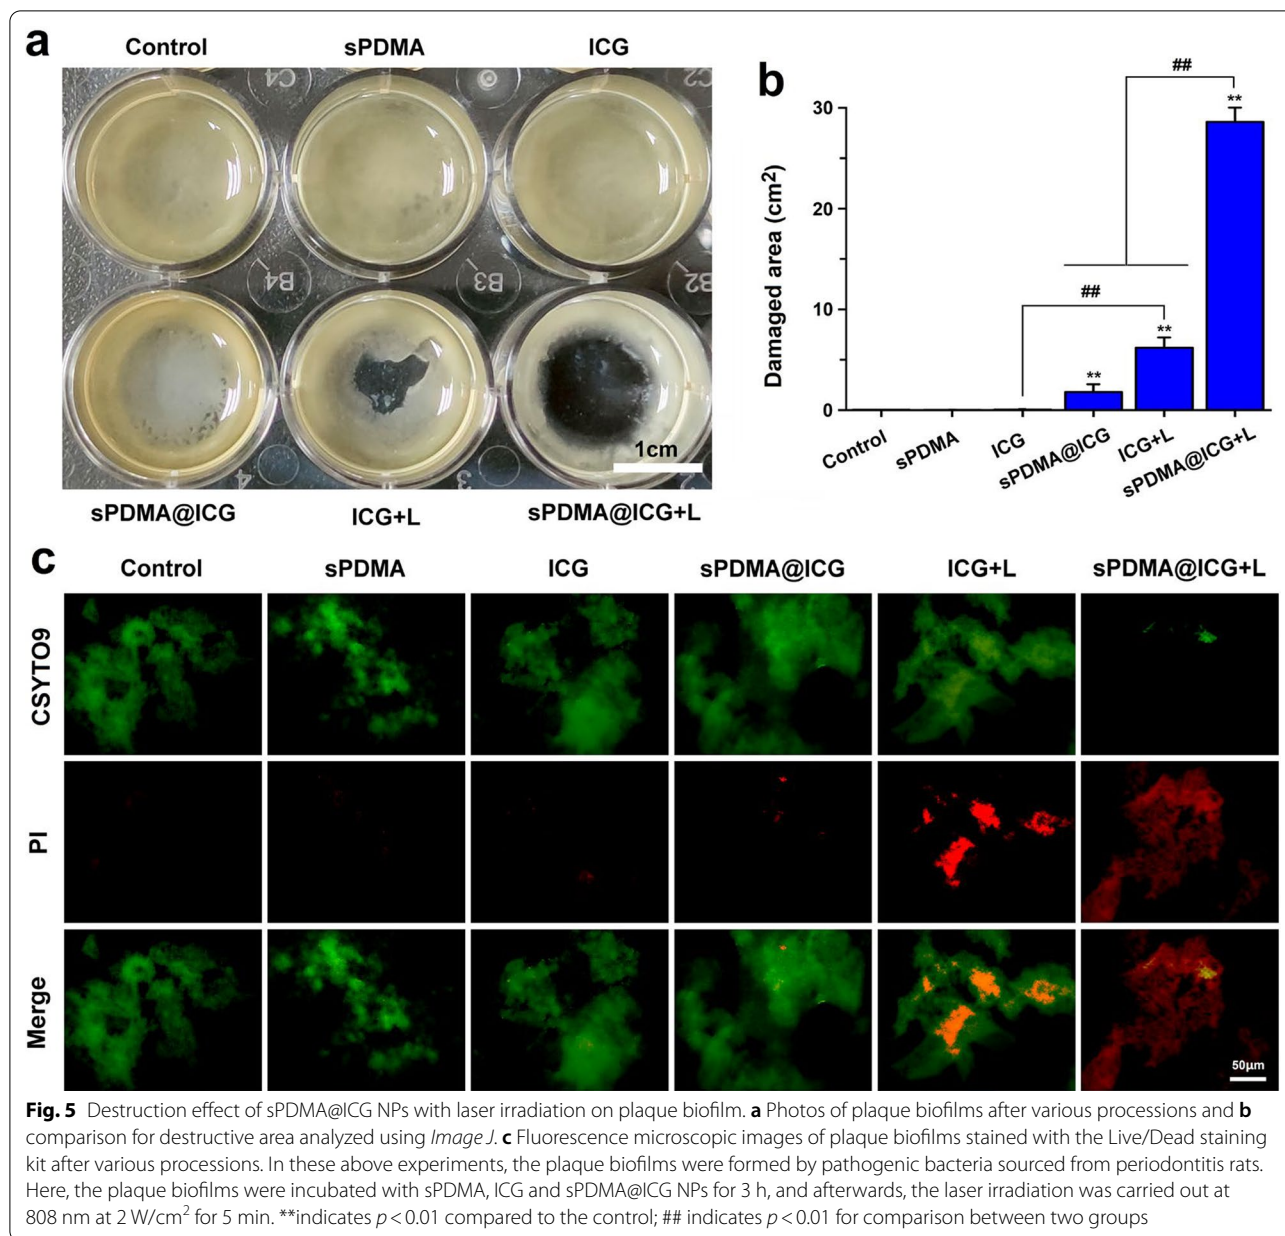 a
Control sPDMA ICG
C4 C2
B4 B3 B2
4 3 2
1cm
sPDMA@ICG ICG+L sPDMA@ICG+L
b
##
**
30
20
10
0
Damaged area (cm²)
##
**
**
Control sPDMA ICG sPDMA@ICG ICG+L sPDMA@ICG+L
c
Control sPDMA ICG sPDMA@ICG ICG+L sPDMA@ICG+L
CSYTO9
PI
Merge
50μm
Fig. 5 Destruction effect of sPDMA@ICG NPs with laser irradiation on plaque biofilm. a Photos of plaque biofilms after various processions and b
comparison for destructive area analyzed using Image J. c Fluorescence microscopic images of plaque biofilms stained with the Live/Dead staining
kit after various processions. In these above experiments, the plaque biofilms were formed by pathogenic bacteria sourced from periodontitis rats.
Here, the plaque biofilms were incubated with sPDMA, ICG and sPDMA@ICG NPs for 3 h, and afterwards, the laser irradiation was carried out at
808 nm at 2 W/cm² for 5 min. **indicates p < 0.01 compared to the control; ## indicates p < 0.01 for comparison between two groups